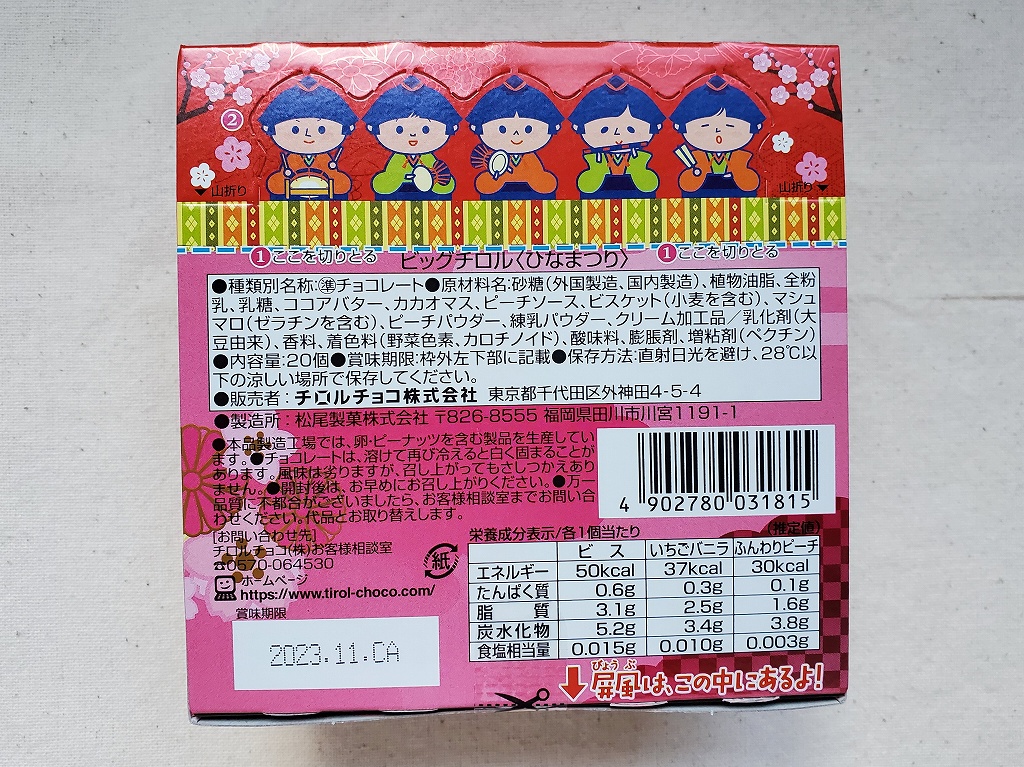 ②
▼山折り
山折り▼
①ここを切りとる
①ここを切りとる
ビッグチロル〈ひなまつり〉
●種類別名称:準チョコレート●原材料名:砂糖(外国製造、国内製造)、植物油脂、全粉
乳、乳糖、ココアバター、カカオマス、ピーチソース、ビスケット(小麦を含む)、マシュ
マロ(ゼラチンを含む)、ピーチパウダー、練乳パウダー、クリーム加工品/乳化剤(大
豆由来)、香料、着色料(野菜色素、カロチノイド)、酸味料、膨脹剤、増粘剤(ペクチン)
●内容量:20個●賞味期限:枠外左下部に記載●保存方法:直射日光を避け、28℃以
下の涼しい場所で保存してください。
●販売者:チロルチョコ株式会社 東京都千代田区外神田4-5-4
●製造所:松尾製菓株式会社 〒826-8555 福岡県田川市川宮1191-1
●本品製造工場では、卵・ピーナッツを含む製品を生産してい
ます。●チョコレートは、溶けて再び冷えると白く固まることが
あります。風味は劣りますが、召し上がってもさしつかえあり
ません。●開封後は、お早めにお召し上がりください。●万一
品質に不都合がございましたら、お客様相談室までお問い合
わせください。代品とお取り替えします。
[お問い合わせ先]
チロルチョコ(株)お客様相談室
☎0570-064530
ホームページ
https://www.tirol-choco.com/
紙
4 902780 031815
栄養成分表示/各1個当たり (推定値)
ビス いちごバニラ ふんわりピーチ
エネルギー 50kcal 37kcal 30kcal
たんぱく質 0.6g 0.3g 0.1g
脂質 3.1g 2.5g 1.6g
炭水化物 5.2g 3.4g 3.8g
食塩相当量 0.015g 0.010g 0.003g
賞味期限
2023.11.CA
びょうぶ
屏風は、この中にあるよ!